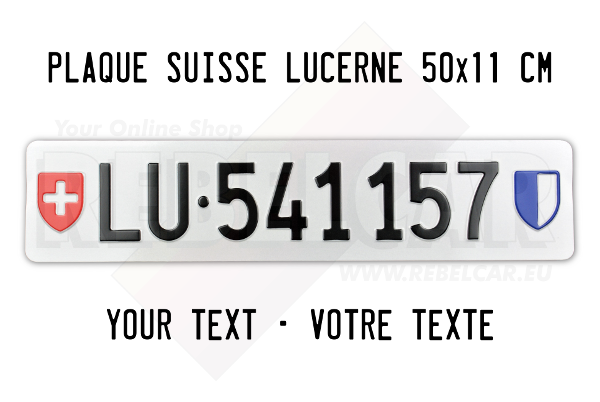 PLAQUE SUISSE LUCERNE 50x11 CM
Your Online Shop
REBELCAR
LU·541157
WWW.REBELCAR.EU
YOUR TEXT - VOTRE TEXTE